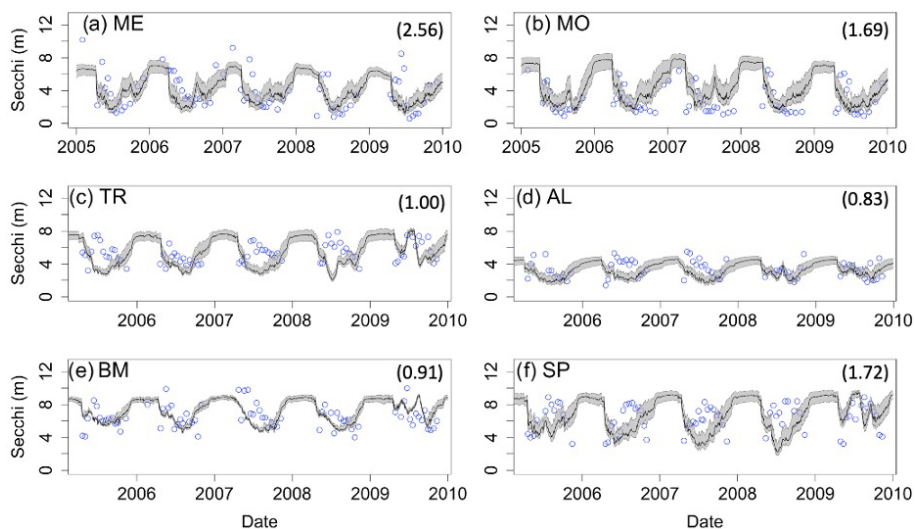 (a) ME (2.56)
(b) MO (1.69)
Secchi (m)
0 4 8 12
2005 2006 2007 2008 2009 2010
0 4 8 12
2005 2006 2007 2008 2009 2010
(c) TR (1.00)
(d) AL (0.83)
Secchi (m)
0 4 8 12
2006 2007 2008 2009 2010
0 4 8 12
2006 2007 2008 2009 2010
(e) BM (0.91)
(f) SP (1.72)
Secchi (m)
0 4 8 12
2006 2007 2008 2009 2010
0 4 8 12
2006 2007 2008 2009 2010
Date
Date